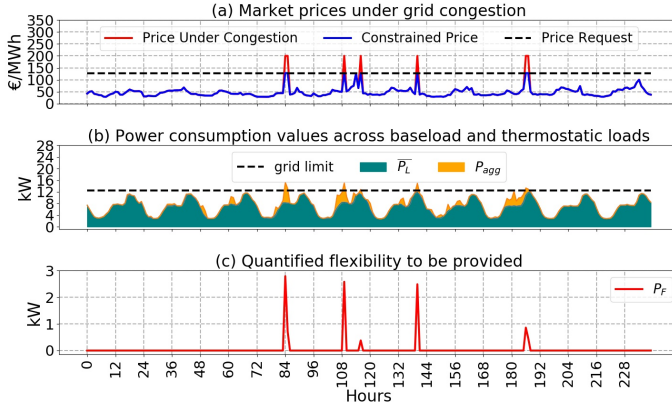 (a) Market prices under grid congestion
350
300
250
200
150
100
50
0
€/MWh
Price Under Congestion
Constrained Price
Price Request
(b) Power consumption values across baseload and thermostatic loads
28
24
20
16
12
8
4
0
kW
grid limit
P_L
P_agg
(c) Quantified flexibility to be provided
3
2
1
0
kW
P_F
0 12 24 36 48 60 72 84 96 108 120 132 144 156 168 180 192 204 216 228
Hours